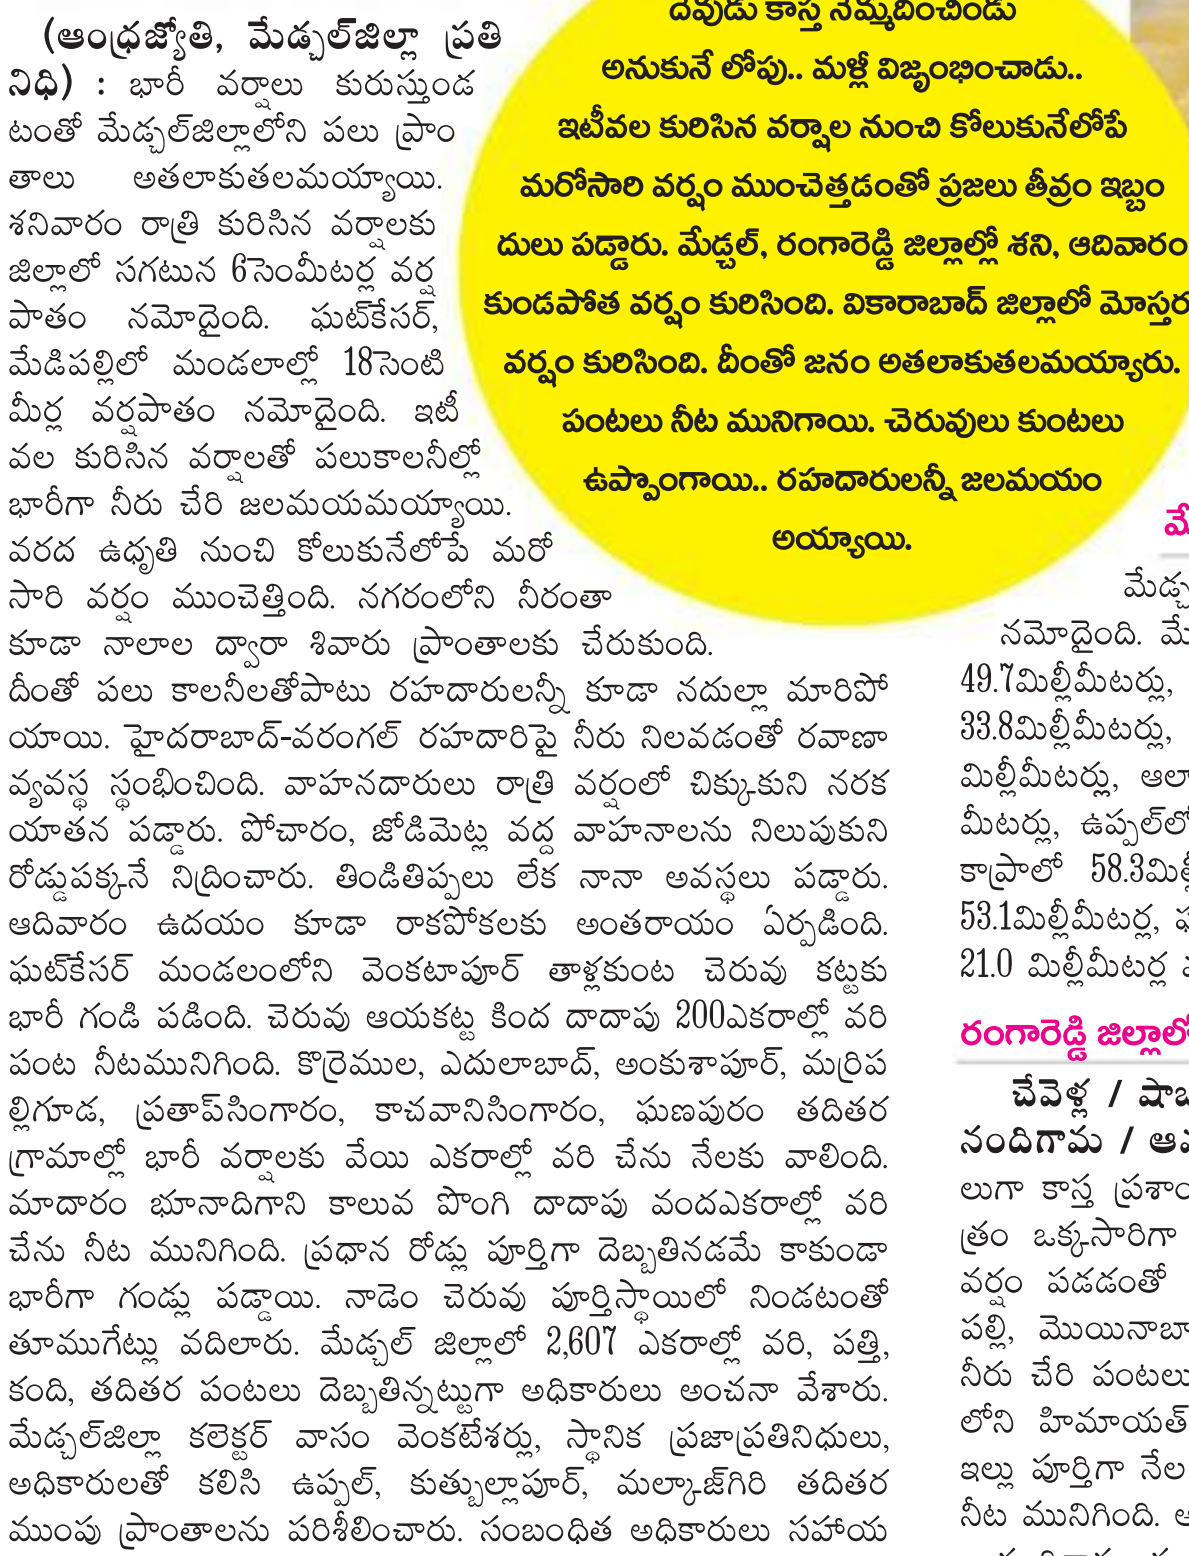 (ఆంధ్రజ్యోతి, మేడ్చల్‌జిల్లా ప్రతి
నిధి) : భారీ వర్షాలు కురుస్తుండ
టంతో మేడ్చల్‌జిల్లాలోని పలు ప్రాం
తాలు అతలాకుతలమయ్యాయి.
శనివారం రాత్రి కురిసిన వర్షాలకు
జిల్లాలో సగటున 6సెంమీటర్ల వర్ష
పాతం నమోదైంది. ఘట్‌కేసర్,
మేడిపల్లిలో మండలాల్లో 18సెంటి
మీర్ల వర్షపాతం నమోదైంది. ఇటీ
వల కురిసిన వర్షాలతో పలుకాలనీల్లో
భారీగా నీరు చేరి జలమయమయ్యాయి.
వరద ఉధృతి నుంచి కోలుకునేలోపే మరో
సారి వర్షం ముంచెత్తింది. నగరంలోని నీరంతా
కూడా నాలాల ద్వారా శివారు ప్రాంతాలకు చేరుకుంది.
దీంతో పలు కాలనీలతోపాటు రహదారులన్నీ కూడా నదుల్లా మారిపో
యాయి. హైదరాబాద్-వరంగల్ రహదారిపై నీరు నిలవడంతో రవాణా
వ్యవస్థ స్థంభించింది. వాహనదారులు రాత్రి వర్షంలో చిక్కుకుని నరక
యాతన పడ్డారు. పోచారం, జోడిమెట్ల వద్ద వాహనాలను నిలుపుకుని
రోడ్డుపక్కనే నిద్రించారు. తిండితిప్పలు లేక నానా అవస్థలు పడ్డారు.
ఆదివారం ఉదయం కూడా రాకపోకలకు అంతరాయం ఏర్పడింది.
ఘట్‌కేసర్ మండలంలోని వెంకటాపూర్ తాళ్లకుంట చెరువు కట్టకు
భారీ గండి పడింది. చెరువు ఆయకట్ట కింద దాదాపు 200ఎకరాల్లో వరి
పంట నీటమునిగింది. కొర్రెముల, ఎదులాబాద్, అంకుశాపూర్, మర్రిప
ల్లిగూడ, ప్రతాప్‌సింగారం, కాచవానిసింగారం, ఘణపురం తదితర
గ్రామాల్లో భారీ వర్షాలకు వేయి ఎకరాల్లో వరి చేను నేలకు వాలింది.
మాదారం భూనాదిగాని కాలువ పొంగి దాదాపు వందఎకరాల్లో వరి
చేను నీట మునిగింది. ప్రధాన రోడ్లు పూర్తిగా దెబ్బతినడమే కాకుండా
భారీగా గండ్లు పడ్డాయి. నాడెం చెరువు పూర్తిస్థాయిలో నిండటంతో
తూముగేట్లు వదిలారు. మేడ్చల్ జిల్లాలో 2,607 ఎకరాల్లో వరి, పత్తి,
కంది, తదితర పంటలు దెబ్బతిన్నట్టుగా అధికారులు అంచనా వేశారు.
మేడ్చల్‌జిల్లా కలెక్టర్ వాసం వెంకటేశర్లు, స్థానిక ప్రజాప్రతినిధులు,
అధికారులతో కలిసి ఉప్పల్, కుత్బుల్లాపూర్, మల్కాజ్‌గిరి తదితర
ముంపు ప్రాంతాలను పరిశీలించారు. సంబంధిత అధికారులు సహాయ
దేవుడు కాస్త నెమ్మదించిండు
అనుకునే లోపు.. మళ్లీ విజృంభించాడు..
ఇటీవల కురిసిన వర్షాల నుంచి కోలుకునేలోపే
మరోసారి వర్షం ముంచెత్తడంతో ప్రజలు తీవ్రం ఇబ్బం
దులు పడ్డారు. మేడ్చల్, రంగారెడ్డి జిల్లాల్లో శని, ఆదివారం
కుండపోత వర్షం కురిసింది. వికారాబాద్ జిల్లాలో మోస్తరు
వర్షం కురిసింది. దీంతో జనం అతలాకుతలమయ్యారు.
పంటలు నీట మునిగాయి. చెరువులు కుంటలు
ఉప్పొంగాయి.. రహదారులన్నీ జలమయం
అయ్యాయి.
మే
మేడ్చ
నమోదైంది. మే
49.7మిల్లీమీటర్లు,
33.8మిల్లీమీటర్లు,
మిల్లీమీటర్లు, ఆలా
మీటర్లు, ఉప్పల్‌లో
కాప్రాలో 58.3మిల్లీ
53.1మిల్లీమీటర్ల,
21.0 మిల్లీమీటర్ల
రంగారెడ్డి జిల్లాలో
చేవెళ్ల / షాబ
నందిగామ / ఆమ
లుగా కాస్త ప్రశాం
త్రం ఒక్కసారిగా
వర్షం పడడంతో
పల్లి, మొయినాబా
నీరు చేరి పంటలు
లోని హిమాయత్
ఇల్లు పూర్తిగా నేల
నీట మునిగింది.